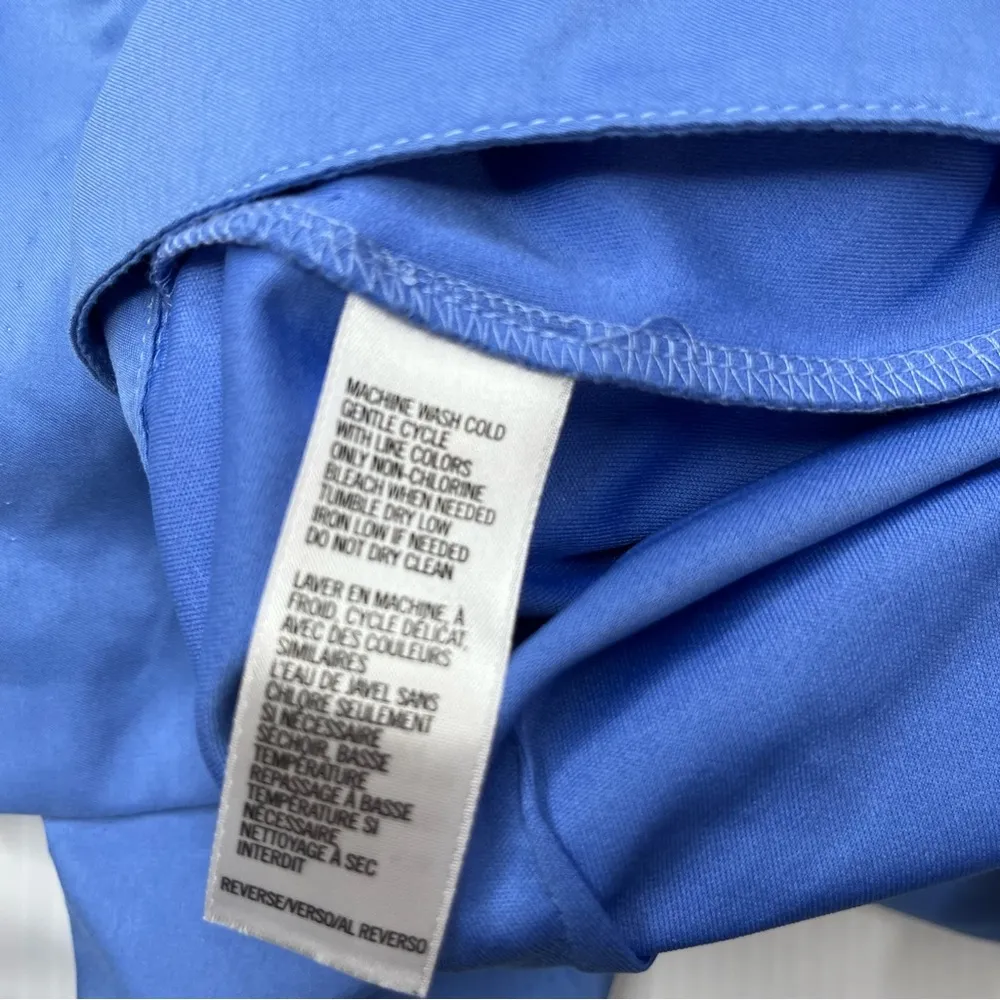 MACHINE WASH COLD
GENTLE CYCLE
WITH LIKE COLORS
ONLY NON-CHLORINE
BLEACH WHEN NEEDED
TUMBLE DRY LOW
IRON LOW IF NEEDED
DO NOT DRY CLEAN
LAVER EN MACHINE, À
FROID, CYCLE DÉLICAT,
AVEC DES COULEURS
SIMILAIRES
L'EAU DE JAVEL SANS
CHLORE SEULEMENT
SI NÉCESSAIRE
SÉCHOIR, BASSE
TEMPÉRATURE
REPASSAGE À BASSE
TEMPÉRATURE SI
NÉCESSAIRE
NETTOYAGE À SEC
INTERDIT
REVERSE/VERSO/AL REVERSO